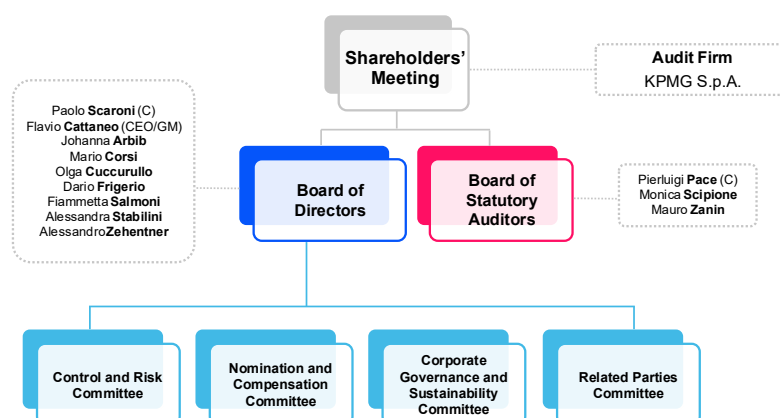 Shareholders'
Meeting
Audit Firm
KPMG S.p.A.
Paolo Scaroni (C)
Flavio Cattaneo (CEO/GM)
Johanna Arbib
Mario Corsi
Olga Cuccurullo
Dario Frigerio
Fiammetta Salmoni
Alessandra Stabilini
AlessandroZehentner
Board of
Directors
Board of
Statutory
Auditors
Pierluigi Pace (C)
Monica Scipione
Mauro Zanin
Control and Risk
Committee
Nomination and
Compensation
Committee
Corporate
Governance and
Sustainability
Committee
Related Parties
Committee